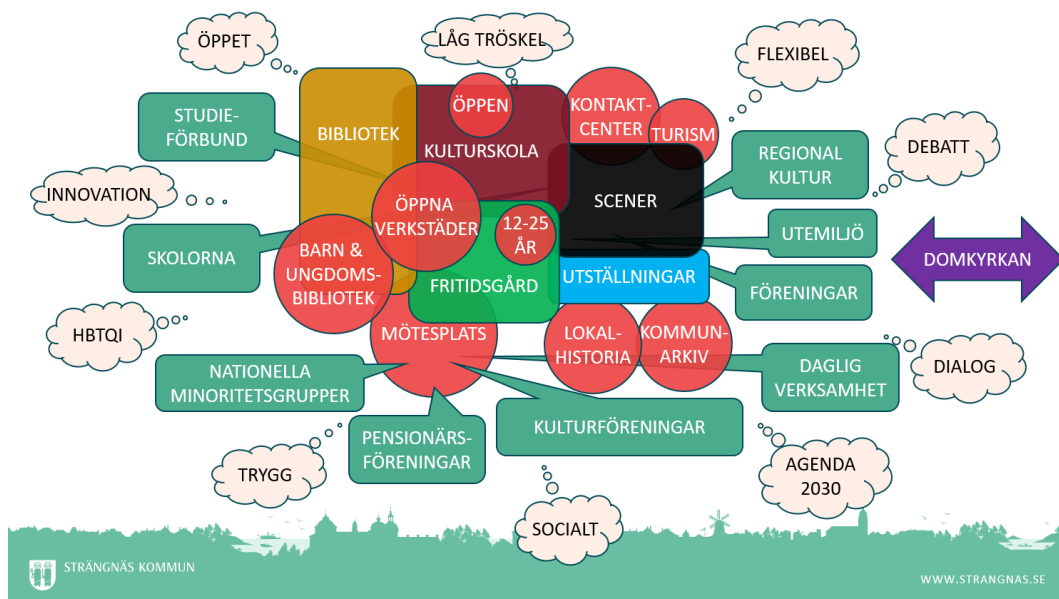 ÖPPET
LÅG TRÖSKEL
FLEXIBEL
STUDIE-
FÖRBUND
BIBLIOTEK
ÖPPEN
KULTURSKOLA
KONTAKT-
CENTER
TURISM
REGIONAL
KULTUR
DEBATT
INNOVATION
ÖPPNA
VERKSTÄDER
12-25
ÅR
SCENER
UTEMILJÖ
SKOLORNA
BARN &
UNGDOMS-
BIBLIOTEK
FRITIDSGÅRD
UTSTÄLLNINGAR
FÖRENINGAR
DOMKYRKAN
HBTQI
MÖTESPLATS
LOKAL-
HISTORIA
KOMMUN-
ARKIV
DAGLIG
VERKSAMHET
DIALOG
NATIONELLA
MINORITETSGRUPPER
PENSIONÄRS-
FÖRENINGAR
KULTURFÖRENINGAR
TRYGG
SOCIALT
AGENDA
2030
STRÄNGNÄS KOMMUN
WWW.STRANGNAS.SE